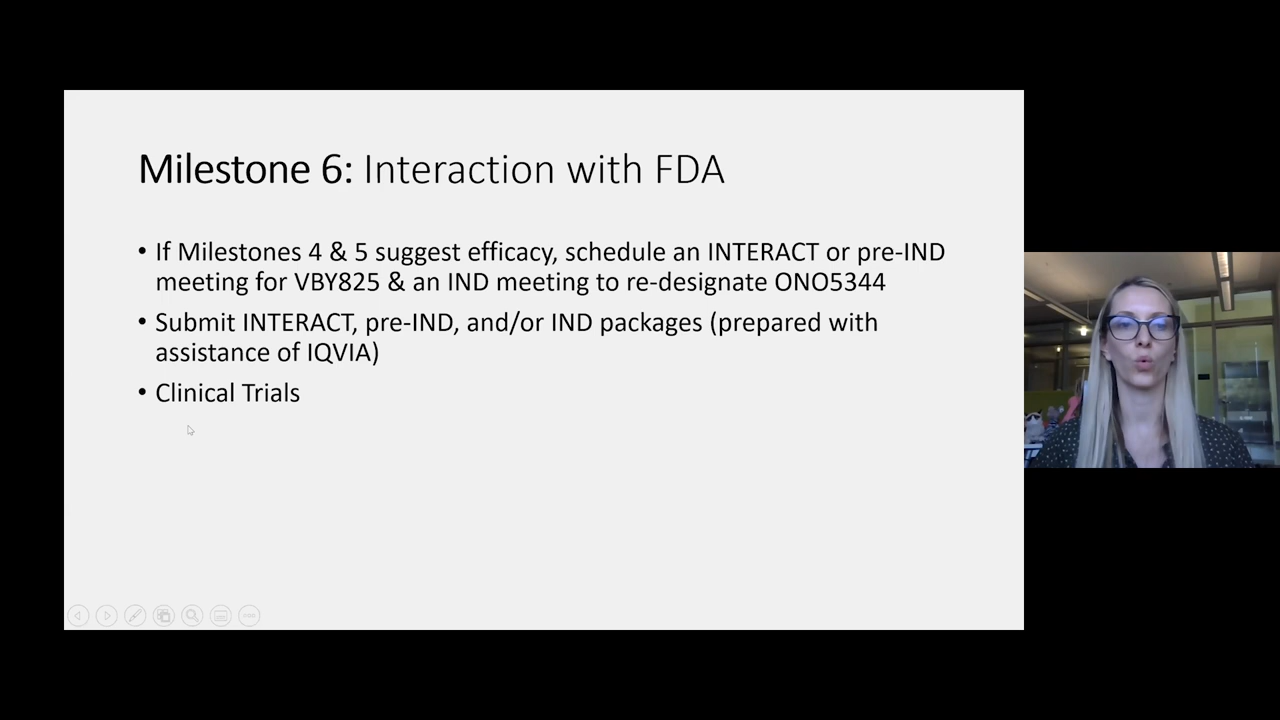 Milestone 6: Interaction with FDA
• If Milestones 4 & 5 suggest efficacy, schedule an INTERACT or pre-IND
meeting for VBY825 & an IND meeting to re-designate ONO5344
• Submit INTERACT, pre-IND, and/or IND packages (prepared with
assistance of IQVIA)
• Clinical Trials